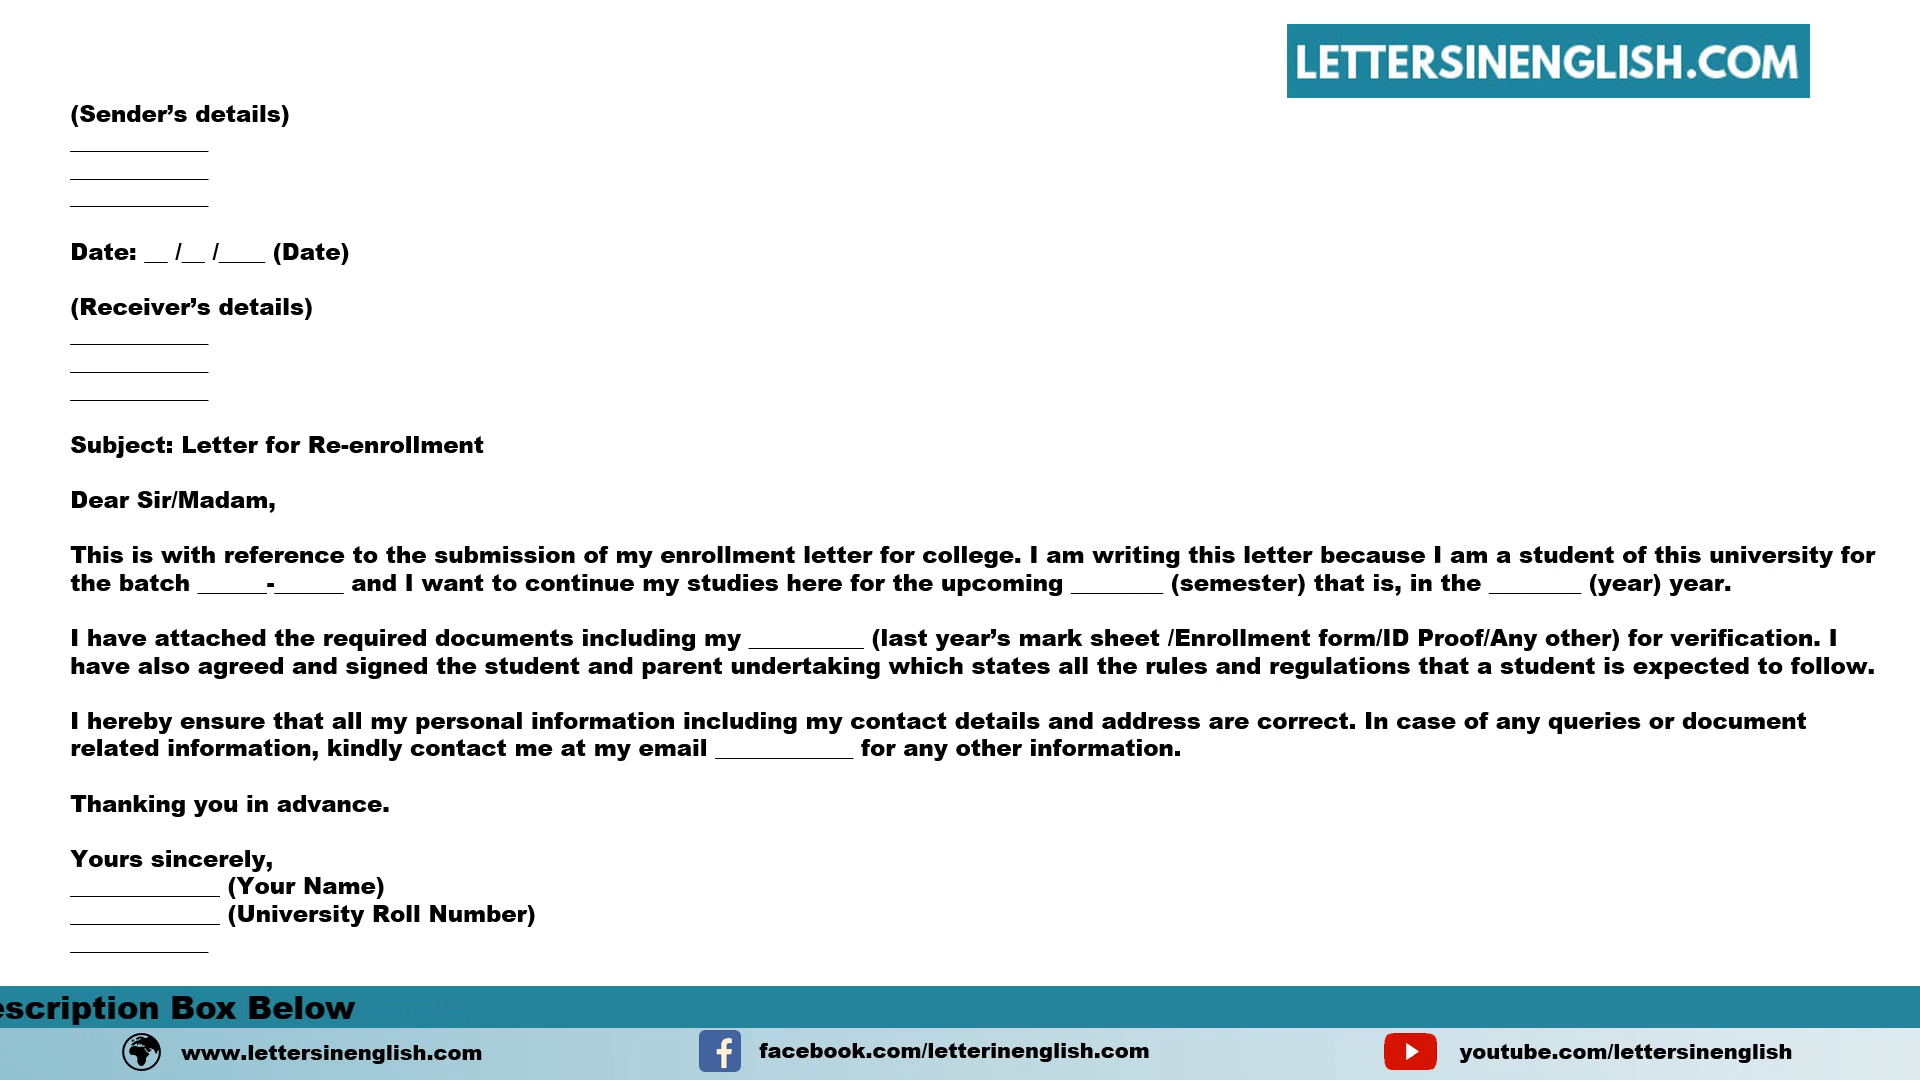 LETTERSINENGLISH.COM
(Sender’s details)
____________
____________
____________
Date: __ /__ /____ (Date)
(Receiver’s details)
____________
____________
____________
Subject: Letter for Re-enrollment
Dear Sir/Madam,
This is with reference to the submission of my enrollment letter for college. I am writing this letter because I am a student of this university for
the batch ______-______ and I want to continue my studies here for the upcoming ________ (semester) that is, in the ________ (year) year.
I have attached the required documents including my __________ (last year’s mark sheet /Enrollment form/ID Proof/Any other) for verification. I
have also agreed and signed the student and parent undertaking which states all the rules and regulations that a student is expected to follow.
I hereby ensure that all my personal information including my contact details and address are correct. In case of any queries or document
related information, kindly contact me at my email ____________ for any other information.
Thanking you in advance.
Yours sincerely,
_____________ (Your Name)
_____________ (University Roll Number)
____________
escription Box Below
www.lettersinenglish.com
facebook.com/letterinenglish.com
youtube.com/lettersinenglish